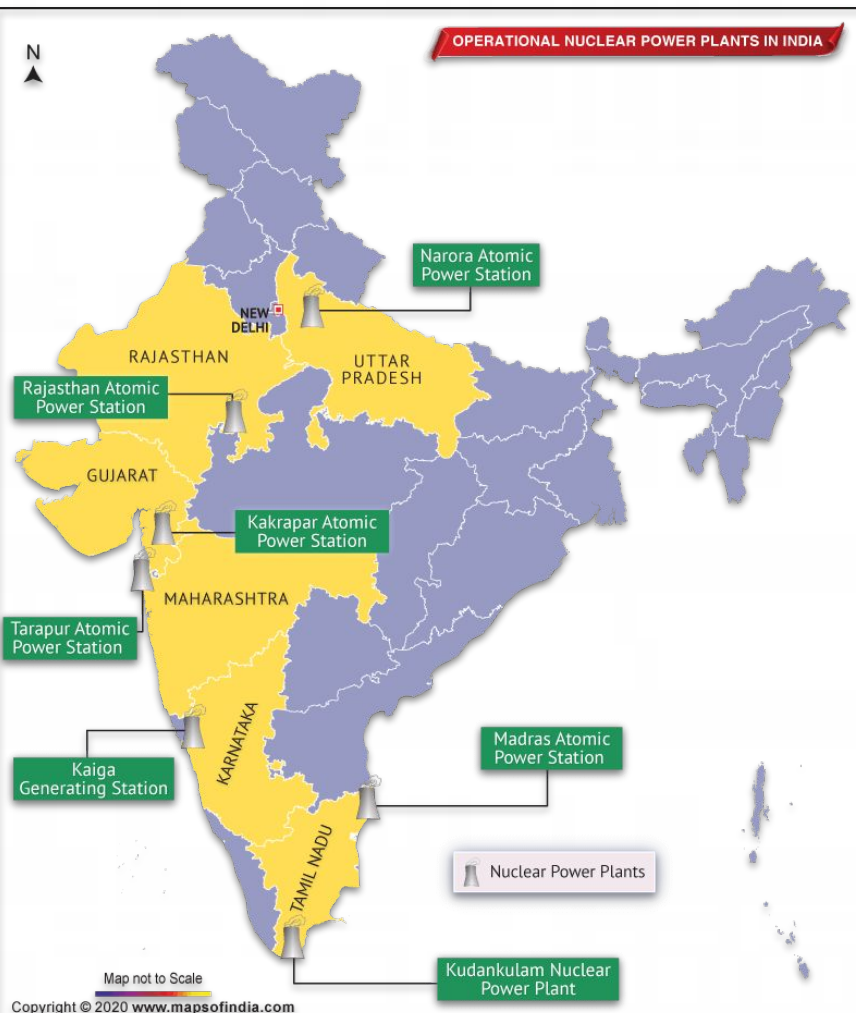 OPERATIONAL NUCLEAR POWER PLANTS IN INDIA
N
Narora Atomic
Power Station
NEW
DELHI
RAJASTHAN
UTTAR
PRADESH
Rajasthan Atomic
Power Station
GUJARAT
Kakrapar Atomic
Power Station
MAHARASHTRA
Tarapur Atomic
Power Station
KARNATAKA
Madras Atomic
Power Station
Kaiga
Generating Station
TAMIL NADU
Nuclear Power Plants
Kudankulam Nuclear
Power Plant
Map not to Scale
Copyright © 2020 www.mapsofindia.com